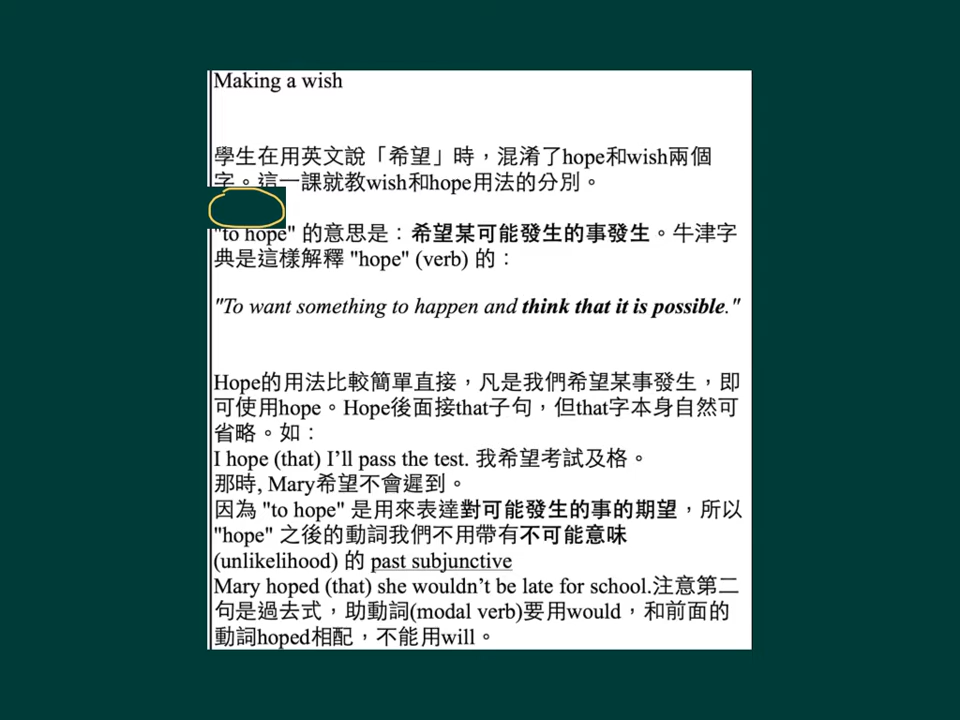 Making a wish
學生在用英文說「希望」時，混淆了hope和wish兩個
字。這一課就教wish和hope用法的分別。
"to hope" 的意思是：希望某可能發生的事發生。牛津字
典是這樣解釋 "hope" (verb) 的：
"To want something to happen and think that it is possible."
Hope的用法比較簡單直接，凡是我們希望某事發生，即
可使用hope。Hope後面接that子句，但that字本身自然可
省略。如：
I hope (that) I’ll pass the test. 我希望考試及格。
那時, Mary希望不會遲到。
因為 "to hope" 是用來表達對可能發生的事的期望，所以
"hope" 之後的動詞我們不用帶有不可能意味
(unlikelihood) 的 past subjunctive
Mary hoped (that) she wouldn’t be late for school.注意第二
句是過去式，助動詞(modal verb)要用would，和前面的
動詞hoped相配，不能用will。